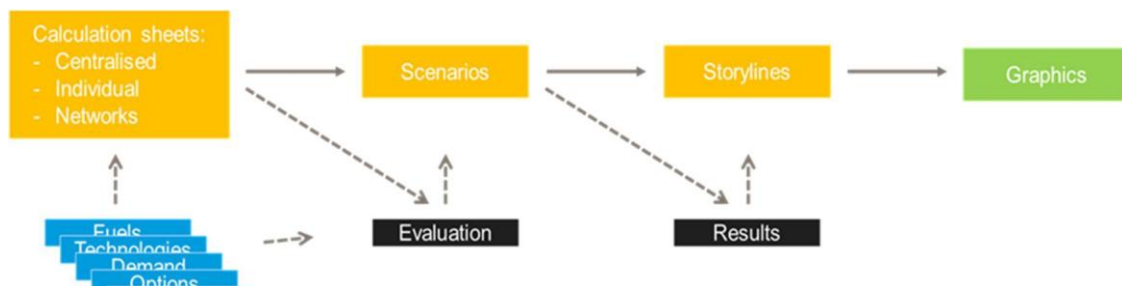 Calculation sheets:
- Centralised
- Individual
- Networks
Scenarios
Storylines
Graphics
Fuels
Technologies
Demand
Options
Evaluation
Results